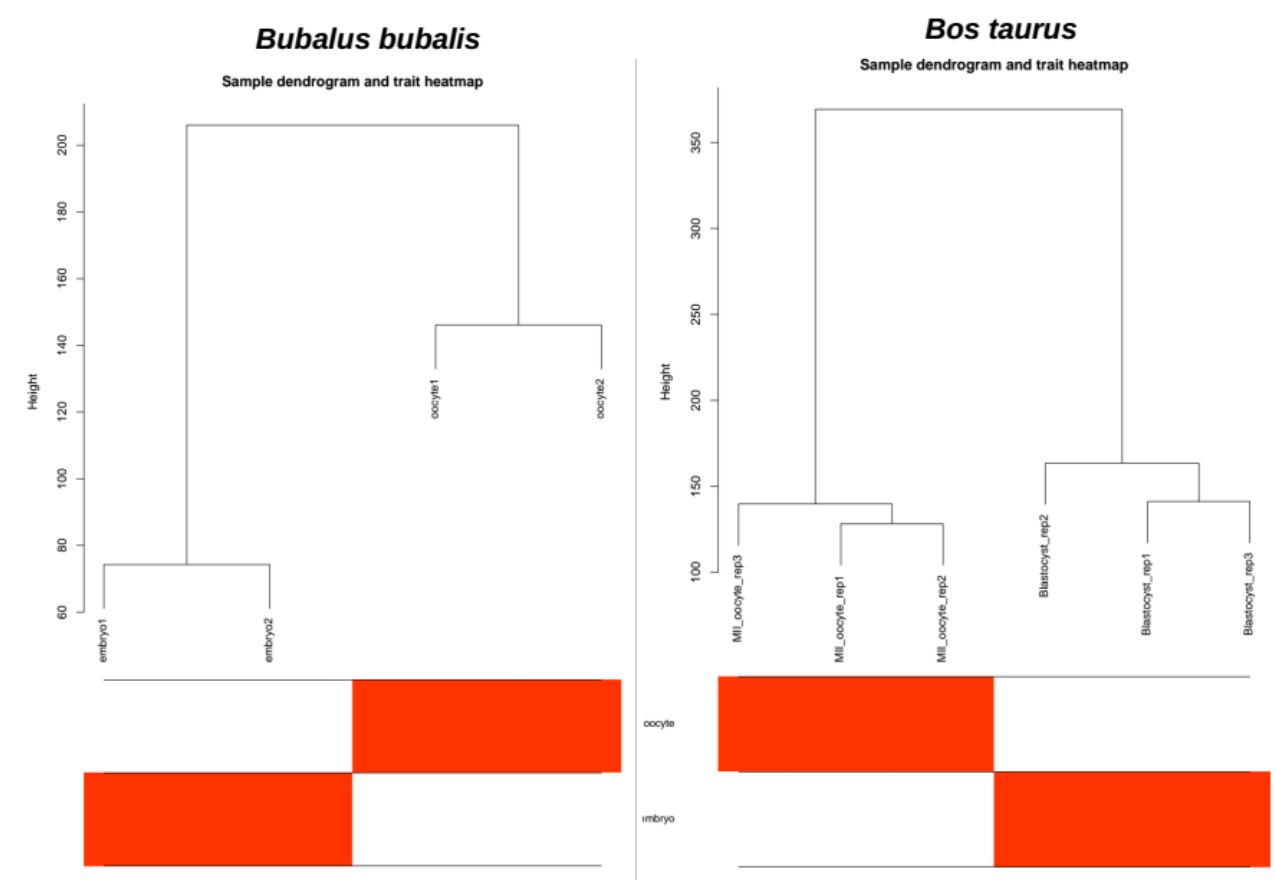 Bubalus bubalis
Sample dendrogram and trait heatmap
Height
200
180
160
140
120
100
80
60
oocyte1
oocyte2
embryo1
embryo2
Bos taurus
Sample dendrogram and trait heatmap
Height
350
300
250
200
150
100
MII_oocyte_rep3
MII_oocyte_rep1
MII_oocyte_rep2
Blastocyst_rep2
Blastocyst_rep1
Blastocyst_rep3
oocyte
mbryo